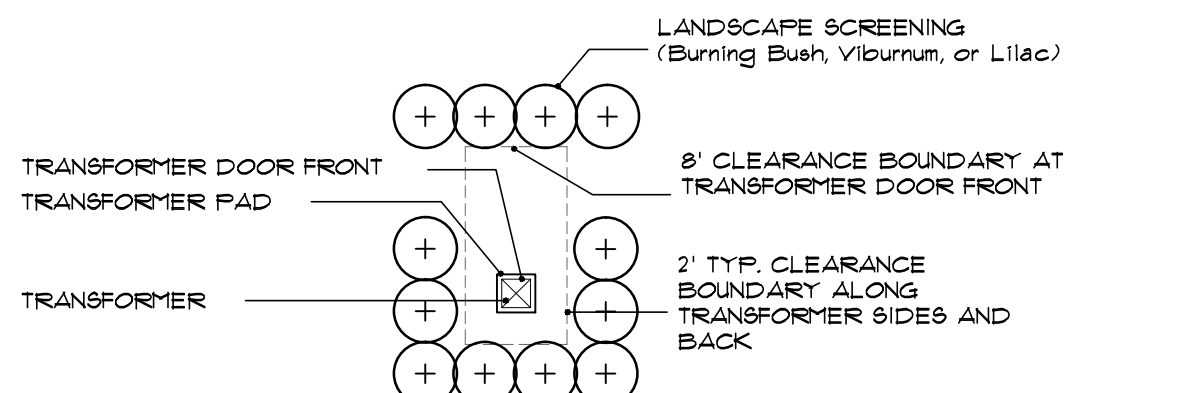 LANDSCAPE SCREENING
(Burning Bush, Viburnum, or Lilac)
TRANSFORMER DOOR FRONT
TRANSFORMER PAD
8' CLEARANCE BOUNDARY AT
TRANSFORMER DOOR FRONT
TRANSFORMER
2' TYP. CLEARANCE
BOUNDARY ALONG
TRANSFORMER SIDES AND
BACK